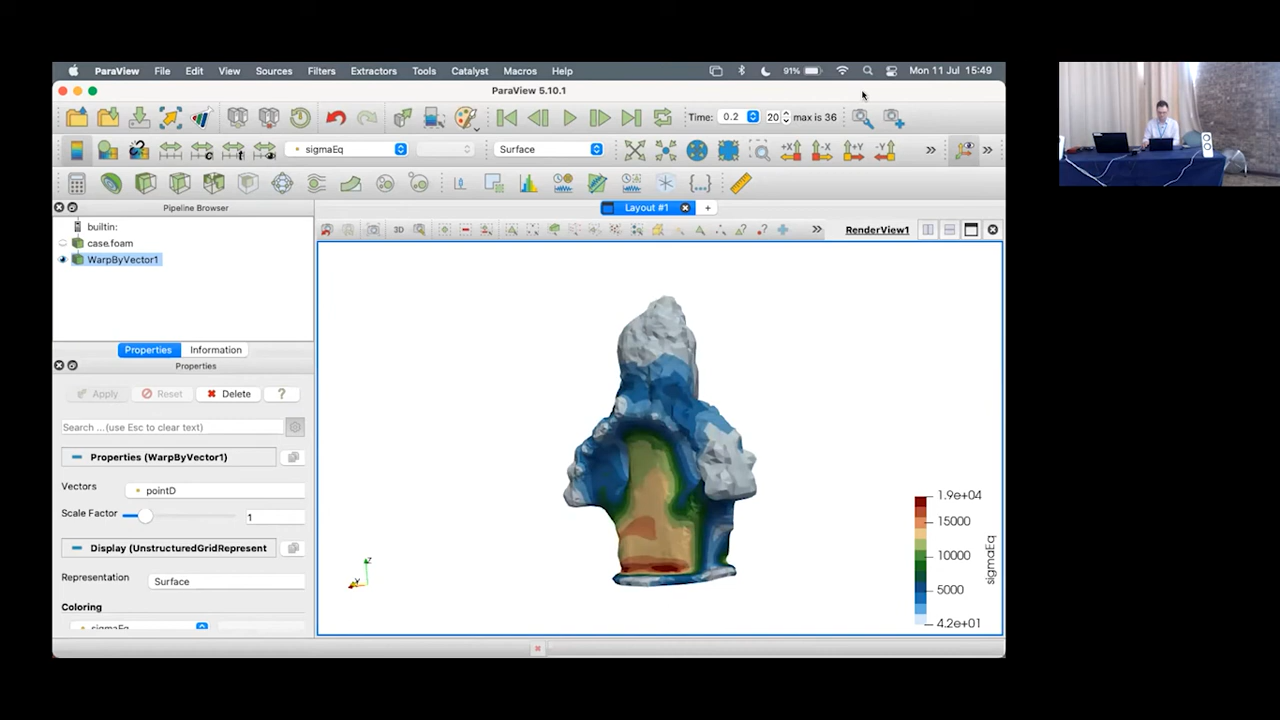 ParaView File Edit View Sources Filters Extractors Tools Catalyst Macros Help 91% Mon 11 Jul 15:49
ParaView 5.10.1
Time: 0.2 20 max is 36
sigmaEq Surface +X -X +Y -Y »  »
Pipeline Browser Layout #1 +
builtin: 3D » RenderView1
case.foam
WarpByVector1
Properties Information
Properties
Apply Reset Delete ?
Search ...(use Esc to clear text)
Properties (WarpByVector1)
Vectors pointD
Scale Factor 1
Display (UnstructuredGridRepresent
Representation Surface
Coloring
sigmaEq
Z
Y
1.9e+04
15000
10000
5000
4.2e+01
sigmaEq